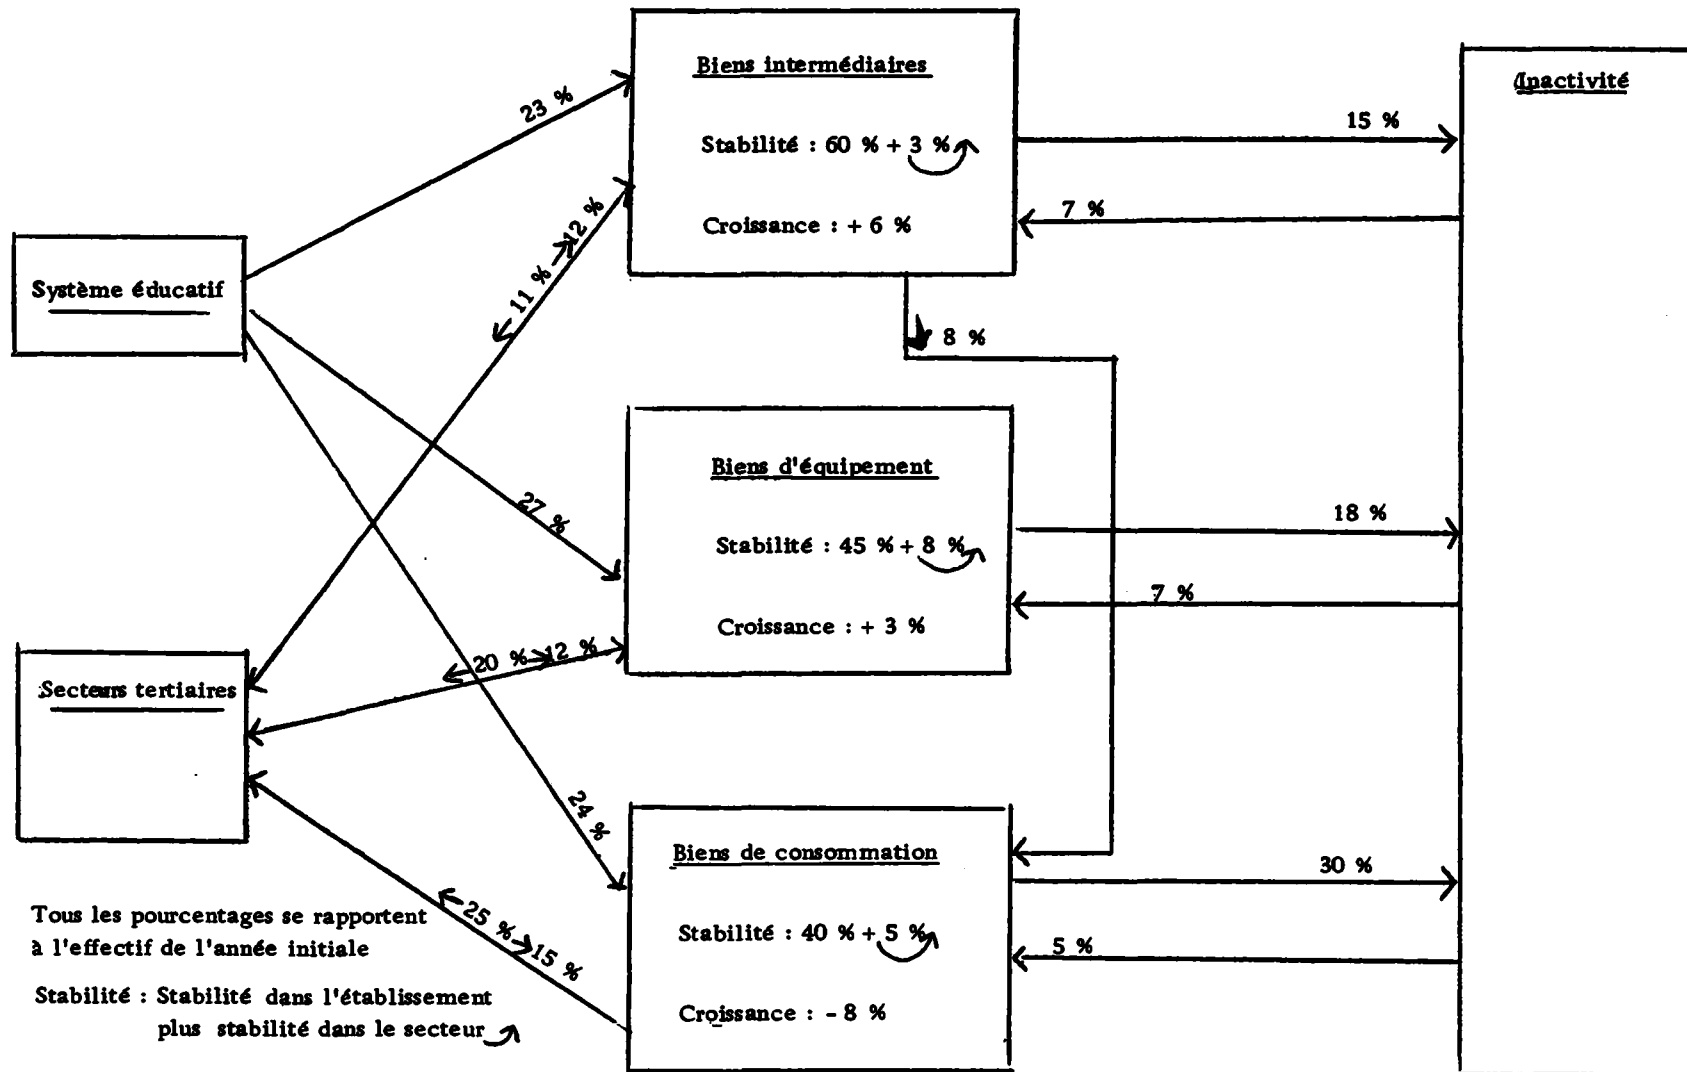 Biens intermédiaires
Stabilité : 60 % + 3 %
Croissance : + 6 %
Inactivité
15 %
7 %
23 %
11 % → 12 %
Système éducatif
8 %
Biens d'équipement
Stabilité : 45 % + 8 %
Croissance : + 3 %
18 %
7 %
27 %
20 % → 12 %
Secteurs tertiaires
24 %
Biens de consommation
Stabilité : 40 % + 5 %
Croissance : - 8 %
30 %
5 %
25 % → 15 %
Tous les pourcentages se rapportent
à l'effectif de l'année initiale
Stabilité : Stabilité dans l'établissement
plus stabilité dans le secteur